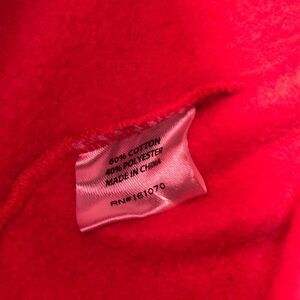 60% COTTON
40% POLYESTER
MADE IN CHINA
RN# 161070